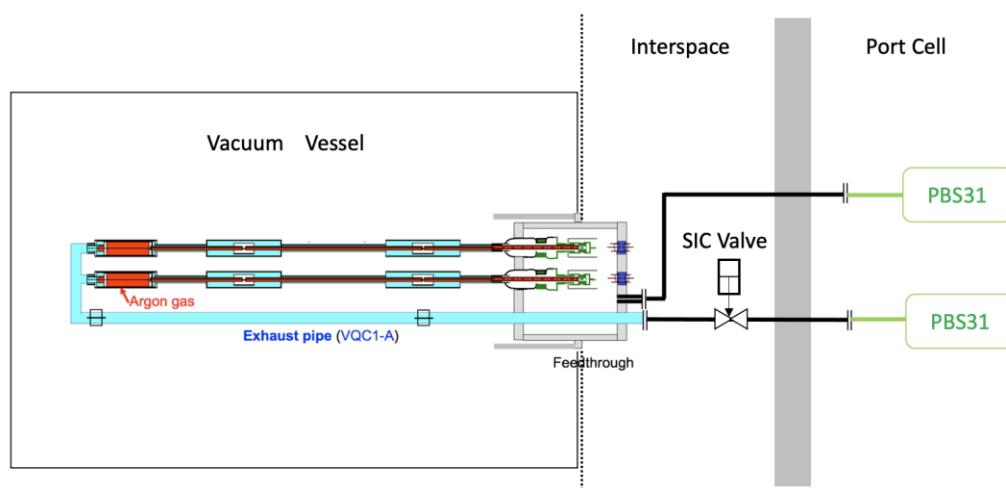 Interspace
Port Cell
Vacuum Vessel
PBS31
SIC Valve
Argon gas
PBS31
Exhaust pipe (VQC1-A)
Feedthrough